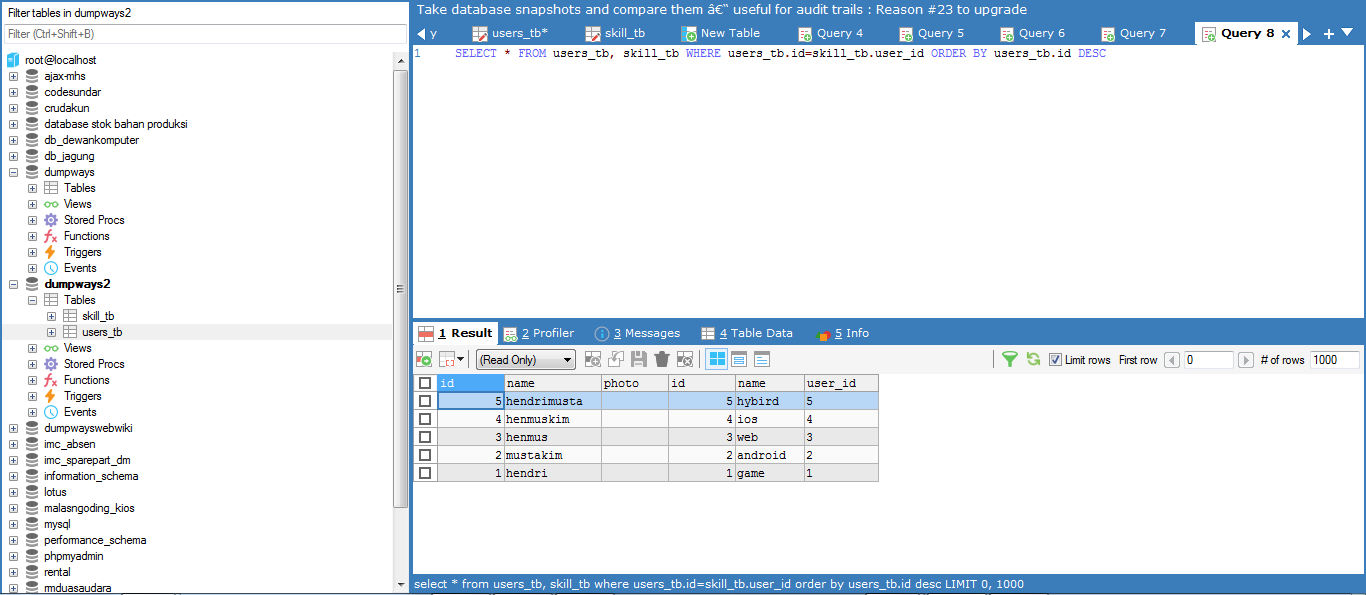 Filter tables in dumpways2
Filter (Ctrl+Shift+B)
root@localhost
ajax-mhs
codesundar
crudakun
database stok bahan produksi
db_dewankomputer
db_jagung
dumpways
Tables
Views
Stored Procs
Functions
Triggers
Events
dumpways2
Tables
skill_tb
users_tb
Views
Stored Procs
Functions
Triggers
Events
dumpwayswebwiki
imc_absen
imc_sparepart_dm
information_schema
lotus
malasngoding_kios
mysql
performance_schema
phpmyadmin
rental
mduasaudara
Take database snapshots and compare them â€“ useful for audit trails : Reason #23 to upgrade
y users_tb* skill_tb New Table Query 4 Query 5 Query 6 Query 7 Query 8
1 SELECT * FROM users_tb, skill_tb WHERE users_tb.id=skill_tb.user_id ORDER BY users_tb.id DESC
1 Result 2 Profiler 3 Messages 4 Table Data 5 Info
(Read Only) Limit rows First row 0 # of rows 1000
id name photo id name user_id
5 hendrimusta 5 hybird 5
4 henmuskim 4 ios 4
3 henmus 3 web 3
2 mustakim 2 android 2
1 hendri 1 game 1
select * from users_tb, skill_tb where users_tb.id=skill_tb.user_id order by users_tb.id desc LIMIT 0, 1000